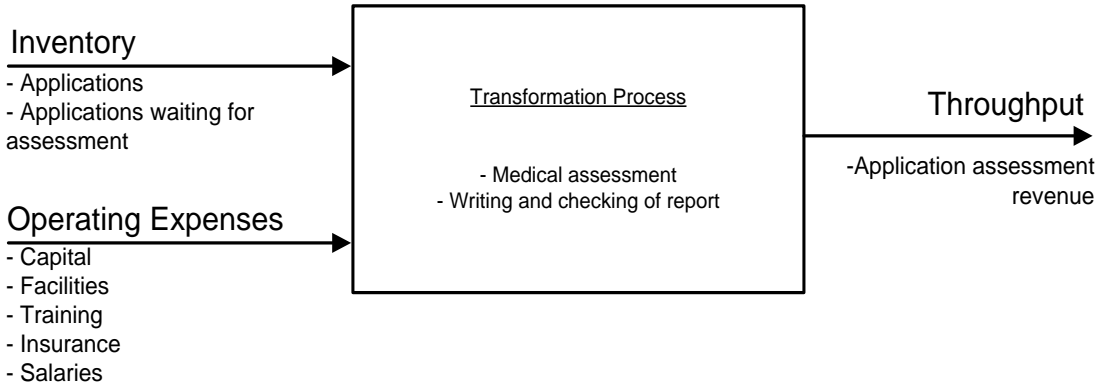 Inventory
- Applications
- Applications waiting for
assessment
Operating Expenses
- Capital
- Facilities
- Training
- Insurance
- Salaries
Transformation Process
- Medical assessment
- Writing and checking of report
Throughput
-Application assessment
revenue